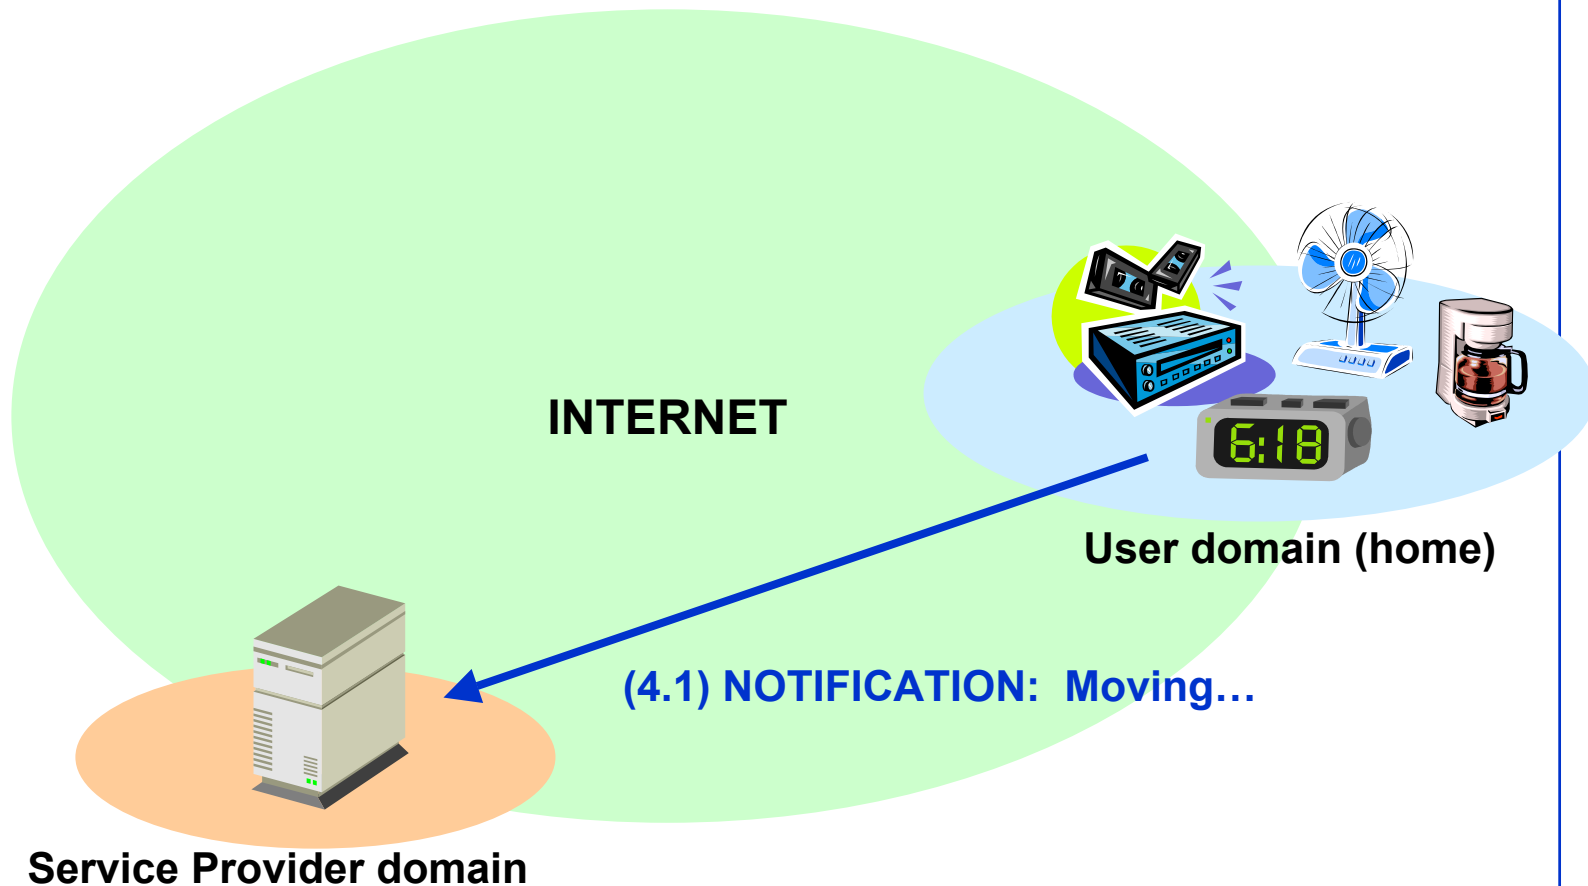 INTERNET
6:18
User domain (home)
(4.1) NOTIFICATION:  Moving…
Service Provider domain